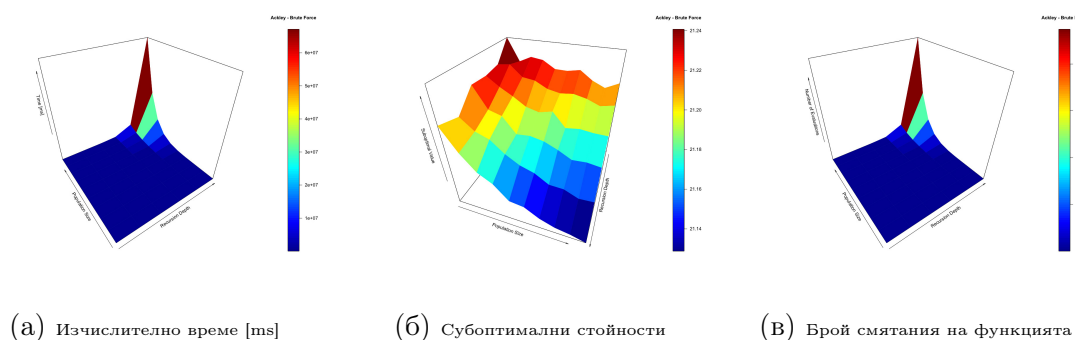 Ackley - Brute Force
6e+07
5e+07
4e+07
3e+07
2e+07
1e+07
Time [ms]
Population Size
Recursion Depth
Ackley - Brute Force
21.24
21.20
21.18
21.16
21.14
Suboptimal Value
Population Size
Recursion Depth
Ackley - Brute
Number of Evaluations
Population Size
Recursion Depth
(а) Изчислително време [ms]
(б) Субоптимални стойности
(в) Брой смятания на функцията